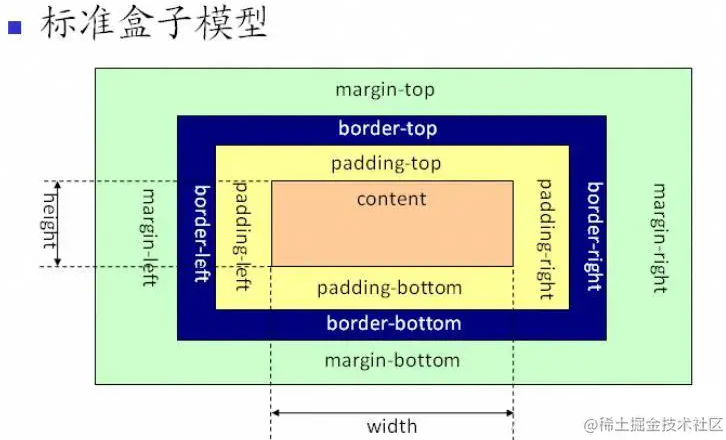 标准盒子模型
margin-top
border-top
padding-top
content
height
margin-left
border-left
padding-left
padding-right
border-right
margin-right
padding-bottom
border-bottom
margin-bottom
width
@稀土掘金技术社区